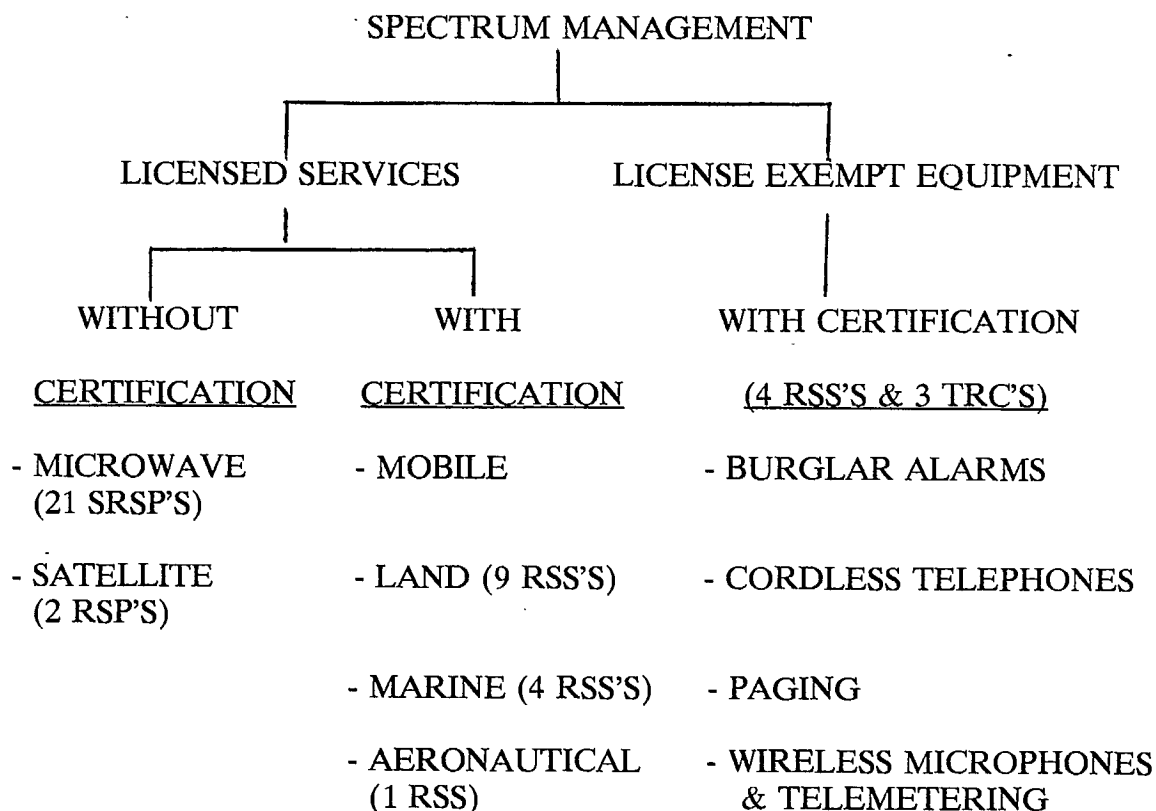 SPECTRUM MANAGEMENT
LICENSED SERVICES
LICENSE EXEMPT EQUIPMENT
WITHOUT
CERTIFICATION
- MICROWAVE
(21 SRSP'S)
- SATELLITE
(2 RSP'S)
WITH
CERTIFICATION
- MOBILE
- LAND (9 RSS'S)
- MARINE (4 RSS'S)
- AERONAUTICAL
(1 RSS)
WITH CERTIFICATION
(4 RSS'S & 3 TRC'S)
- BURGLAR ALARMS
- CORDLESS TELEPHONES
- PAGING
- WIRELESS MICROPHONES
& TELEMETERING